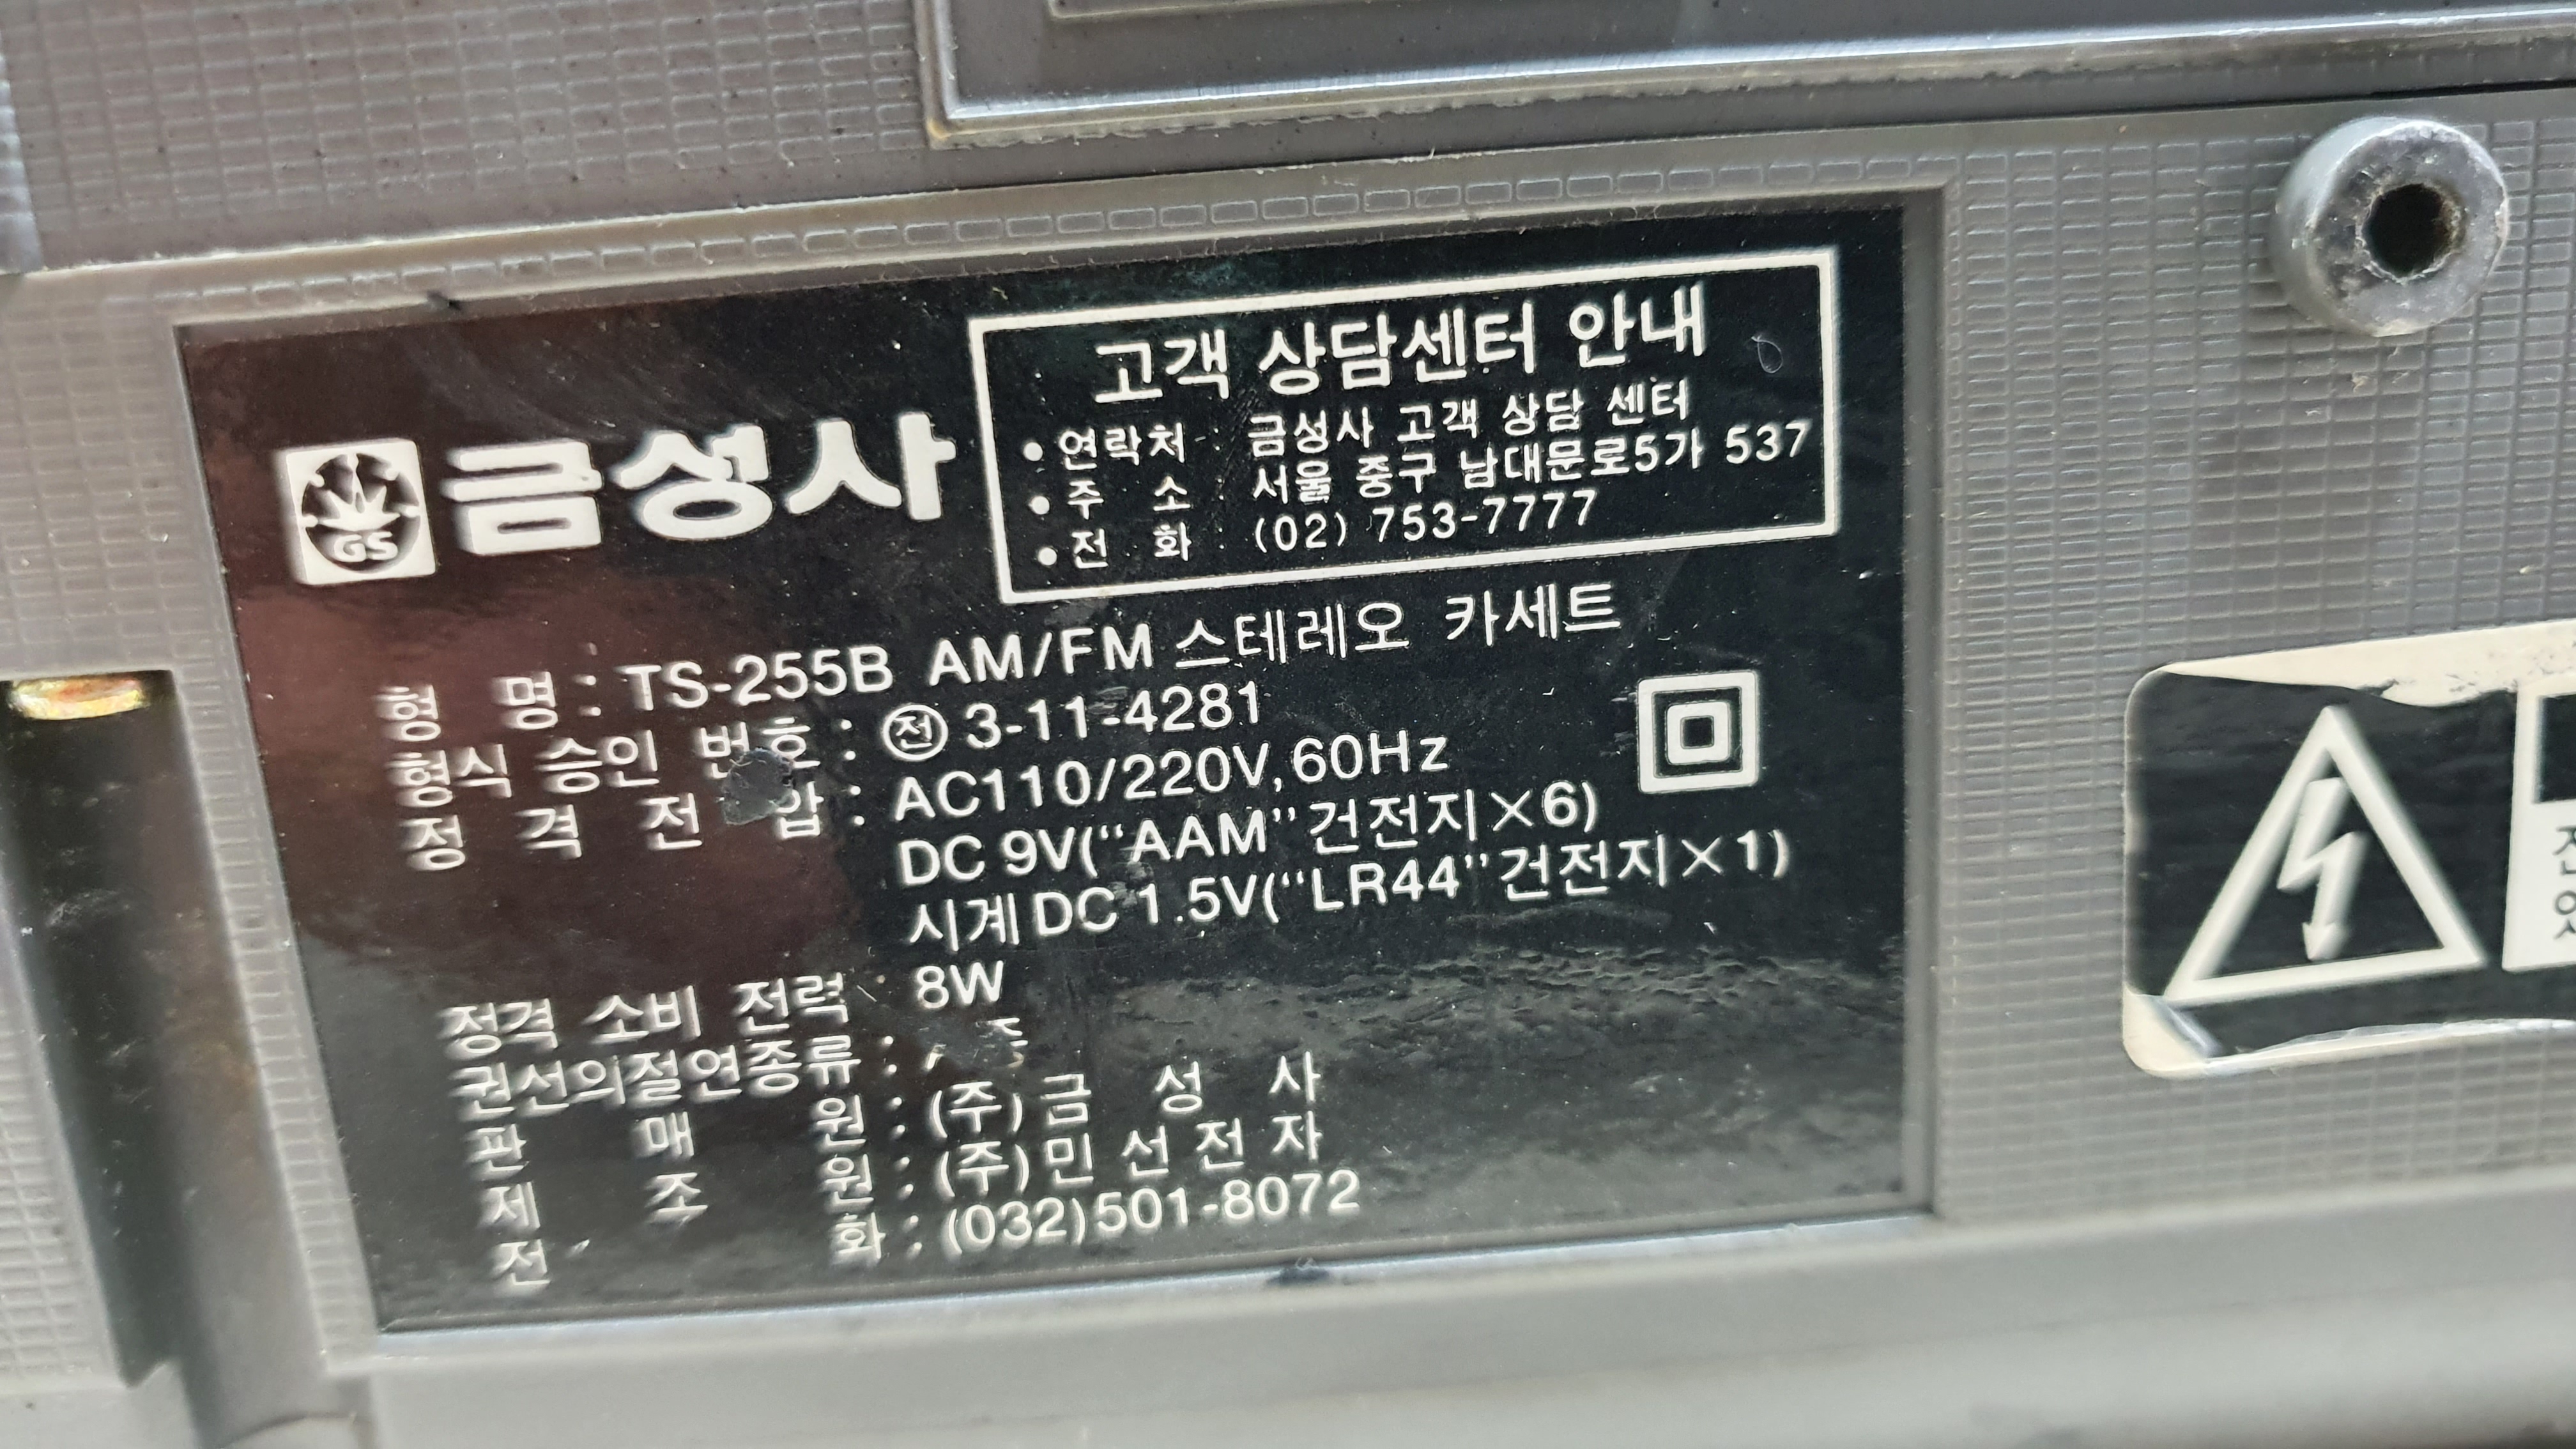 GS 금성사
고객 상담센터 안내
• 연락처 : 금성사 고객 상담 센터
• 주 소 : 서울 중구 남대문로5가 537
• 전 화 : (02) 753-7777
형 명 : TS-255B AM/FM 스테레오 카세트
형식 승인 번호 : ㉠전 3-11-4281
정 격 전 압 : AC110/220V, 60Hz
DC 9V("AAM" 건전지×6)
시계 DC 1.5V("LR44" 건전지×1)
정격 소비 전력 : 8W
권선의절연종류 :
판 매 원 : (주) 금 성 사
제 조 원 : (주) 민 선 전 자
전 화 : (032)501-8072